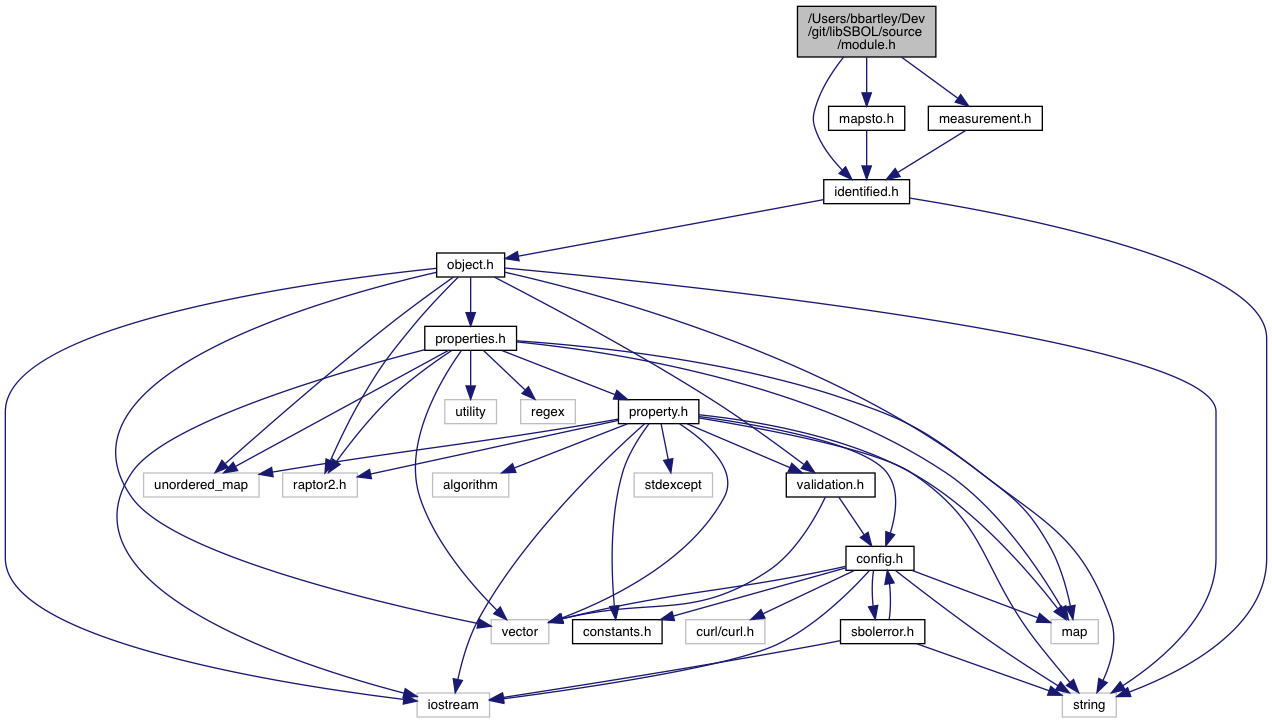 /Users/bbartley/Dev
/git/libSBOL/source
/module.h
mapsto.h
measurement.h
identified.h
object.h
properties.h
utility
regex
property.h
unordered_map
raptor2.h
algorithm
stdexcept
validation.h
config.h
vector
constants.h
curl/curl.h
sbolerror.h
map
iostream
string